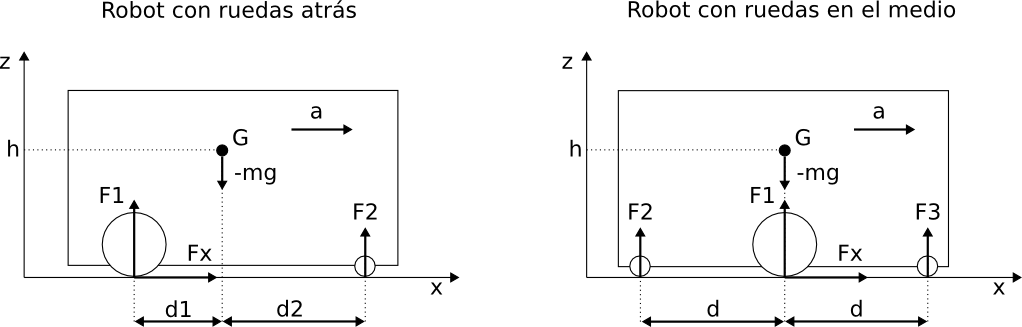 Robot con ruedas atrás
z
a
G
h
-mg
F1
F2
Fx
x
d1
d2
Robot con ruedas en el medio
z
a
G
h
-mg
F1
F2
F3
Fx
x
d
d